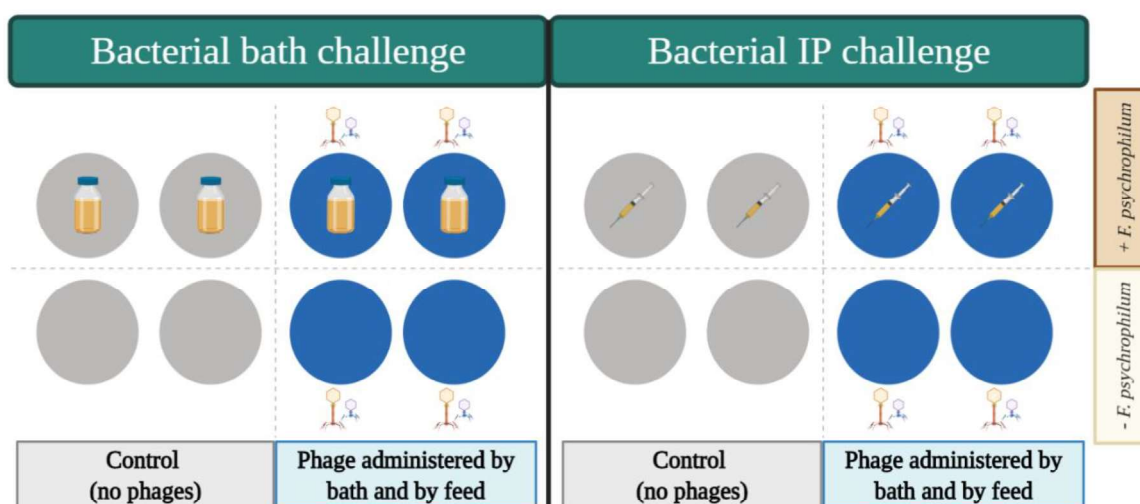 Bacterial bath challenge
Bacterial IP challenge
+ F. psychrophilum
- F. psychrophilum
Control
(no phages)
Phage administered by
bath and by feed
Control
(no phages)
Phage administered by
bath and by feed